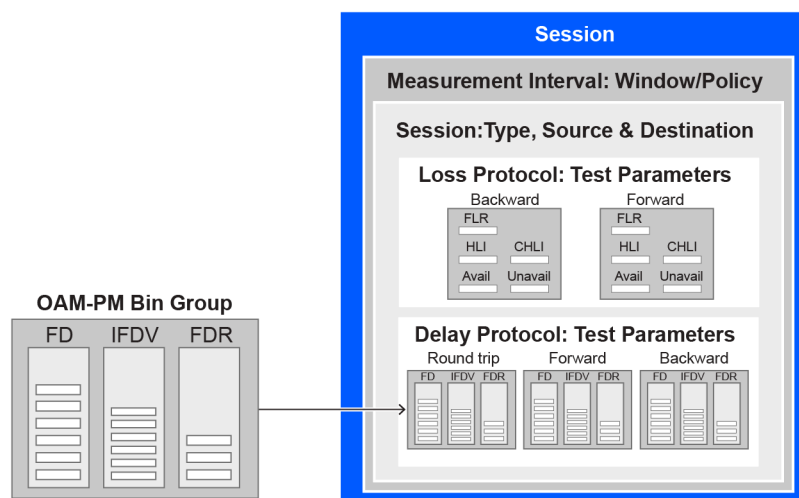 Session
Measurement Interval: Window/Policy
Session:Type, Source & Destination
Loss Protocol: Test Parameters
Backward Forward
FLR FLR
HLI CHLI HLI CHLI
Avail Unavail Avail Unavail
OAM-PM Bin Group
FD IFDV FDR
Delay Protocol: Test Parameters
Round trip Forward Backward
FD IFDV FDR FD IFDV FDR FD IFDV FDR